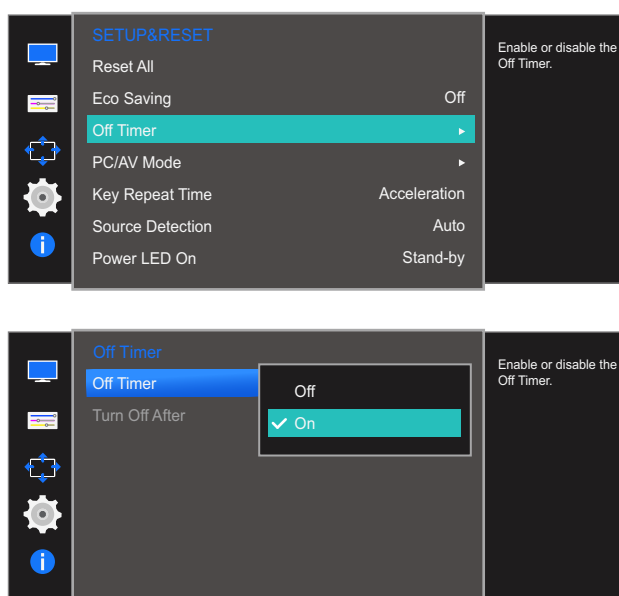 SETUP&RESET
Reset All
Eco Saving Off
Off Timer
PC/AV Mode
Key Repeat Time Acceleration
Source Detection Auto
Power LED On Stand-by
Enable or disable the
Off Timer.
Off Timer
Off Timer
Turn Off After
Off
On
Enable or disable the
Off Timer.